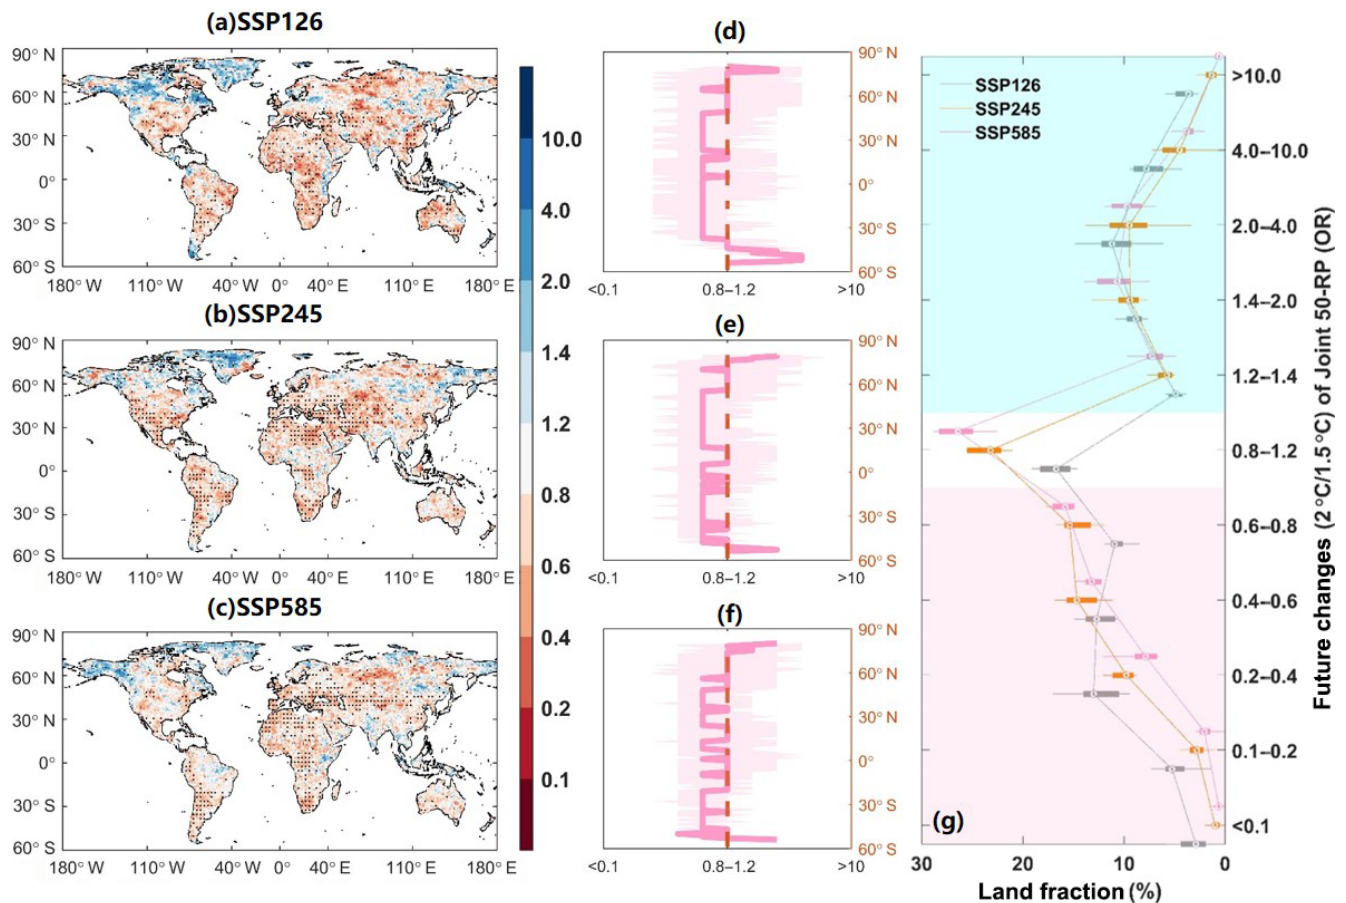 (a)SSP126
90° N
60° N
30° N
0°
30° S
60° S
180° W 110° W 40° W 0° 40° E 110° E 180° E
(b)SSP245
90° N
60° N
30° N
0°
30° S
60° S
180° W 110° W 40° W 0° 40° E 110° E 180° E
(c)SSP585
90° N
60° N
30° N
0°
30° S
60° S
180° W 110° W 40° W 0° 40° E 110° E 180° E
10.0
4.0
2.0
1.4
1.2
0.8
0.6
0.4
0.2
0.1
(d)
90° N
60° N
30° N
0°
30° S
60° S
<0.1 0.8–1.2 >10
(e)
90° N
60° N
30° N
0°
30° S
60° S
<0.1 0.8–1.2 >10
(f)
90° N
60° N
30° N
0°
30° S
60° S
<0.1 0.8–1.2 >10
SSP126
SSP245
SSP585
>10.0
4.0--10.0
2.0--4.0
1.4--2.0
1.2--1.4
0.8--1.2
0.6--0.8
0.4--0.6
0.2--0.4
0.1--0.2
<0.1
(g)
30 20 10 0
Land fraction (%)
Future changes (2 °C/1.5 °C) of Joint 50-RP (OR)